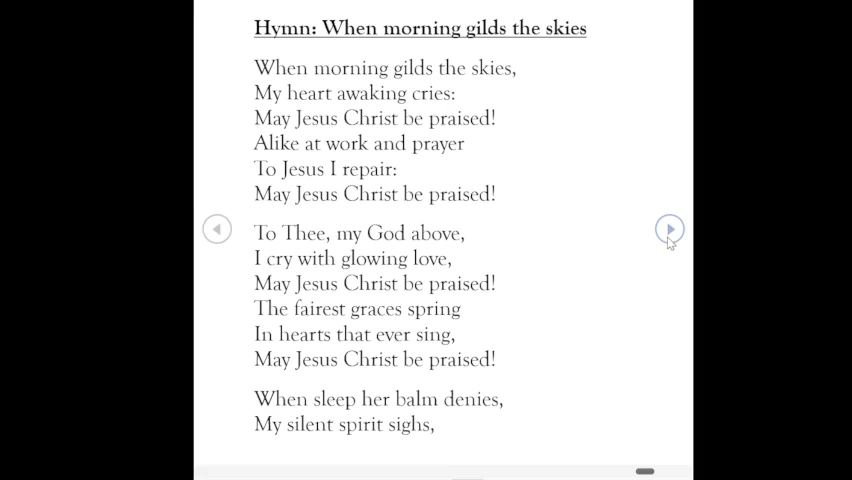 Hymn: When morning gilds the skies
When morning gilds the skies,
My heart awaking cries:
May Jesus Christ be praised!
Alike at work and prayer
To Jesus I repair:
May Jesus Christ be praised!
To Thee, my God above,
I cry with glowing love,
May Jesus Christ be praised!
The fairest graces spring
In hearts that ever sing,
May Jesus Christ be praised!
When sleep her balm denies,
My silent spirit sighs,